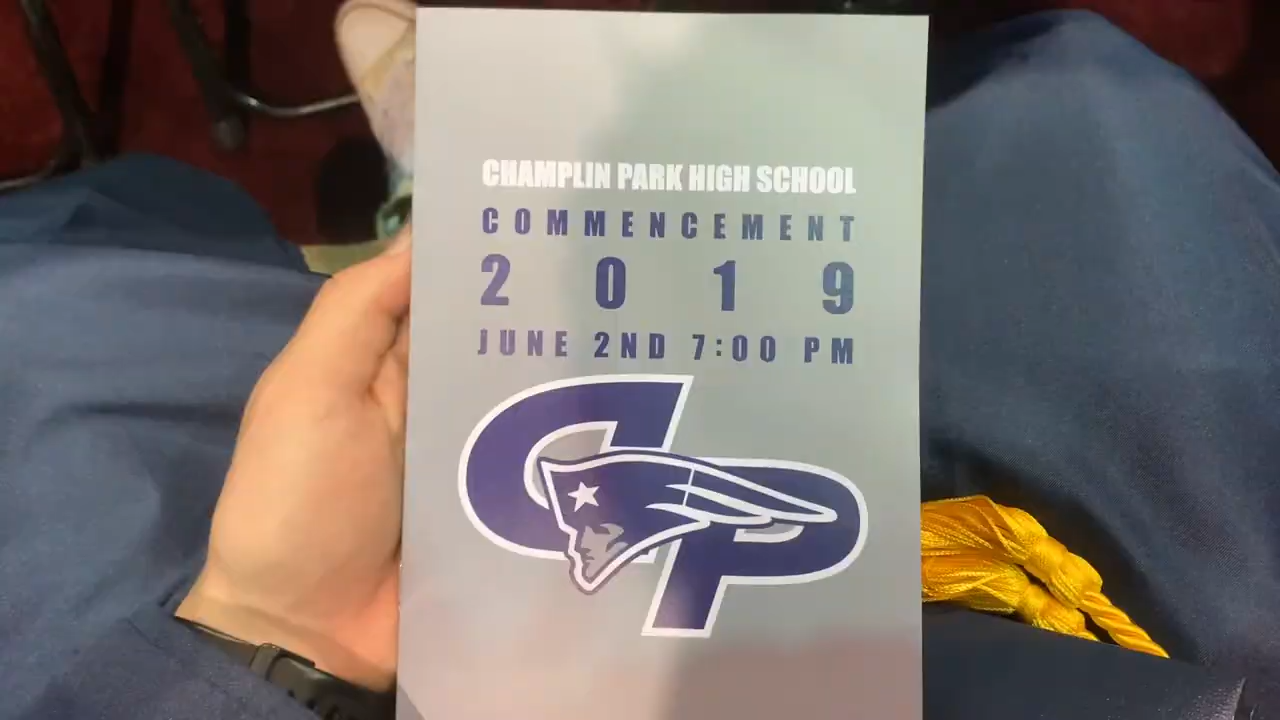 CHAMPLIN PARK HIGH SCHOOL
COMMENCEMENT
2019
JUNE 2ND 7:00 PM
CP